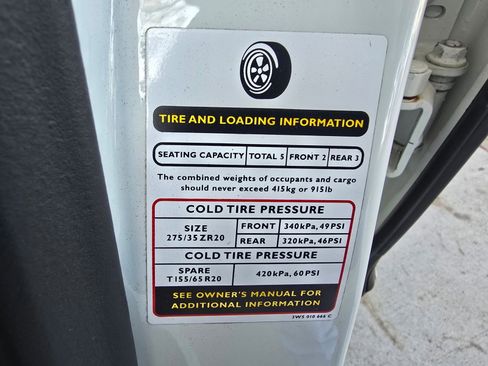 TIRE AND LOADING INFORMATION
SEATING CAPACITY TOTAL 5 FRONT 2 REAR 3
The combined weights of occupants and cargo
should never exceed 415kg or 915lb
COLD TIRE PRESSURE
SIZE
275/35 ZR20
FRONT 340kPa, 49PSI
REAR 320kPa, 46PSI
COLD TIRE PRESSURE
SPARE
T155/65 R20
420kPa, 60PSI
SEE OWNER'S MANUAL FOR
ADDITIONAL INFORMATION
3W5 010 666 C